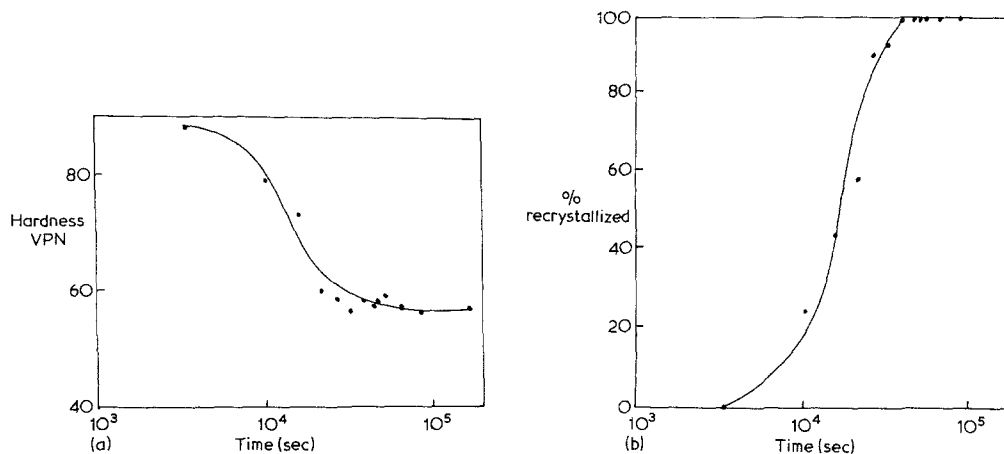 80
60
40
Hardness
VPN
10³
10⁴
10⁵
(a)
Time (sec)
100
80
60
40
20
0
%
recrystallized
10³
10⁴
10⁵
(b)
Time (sec)